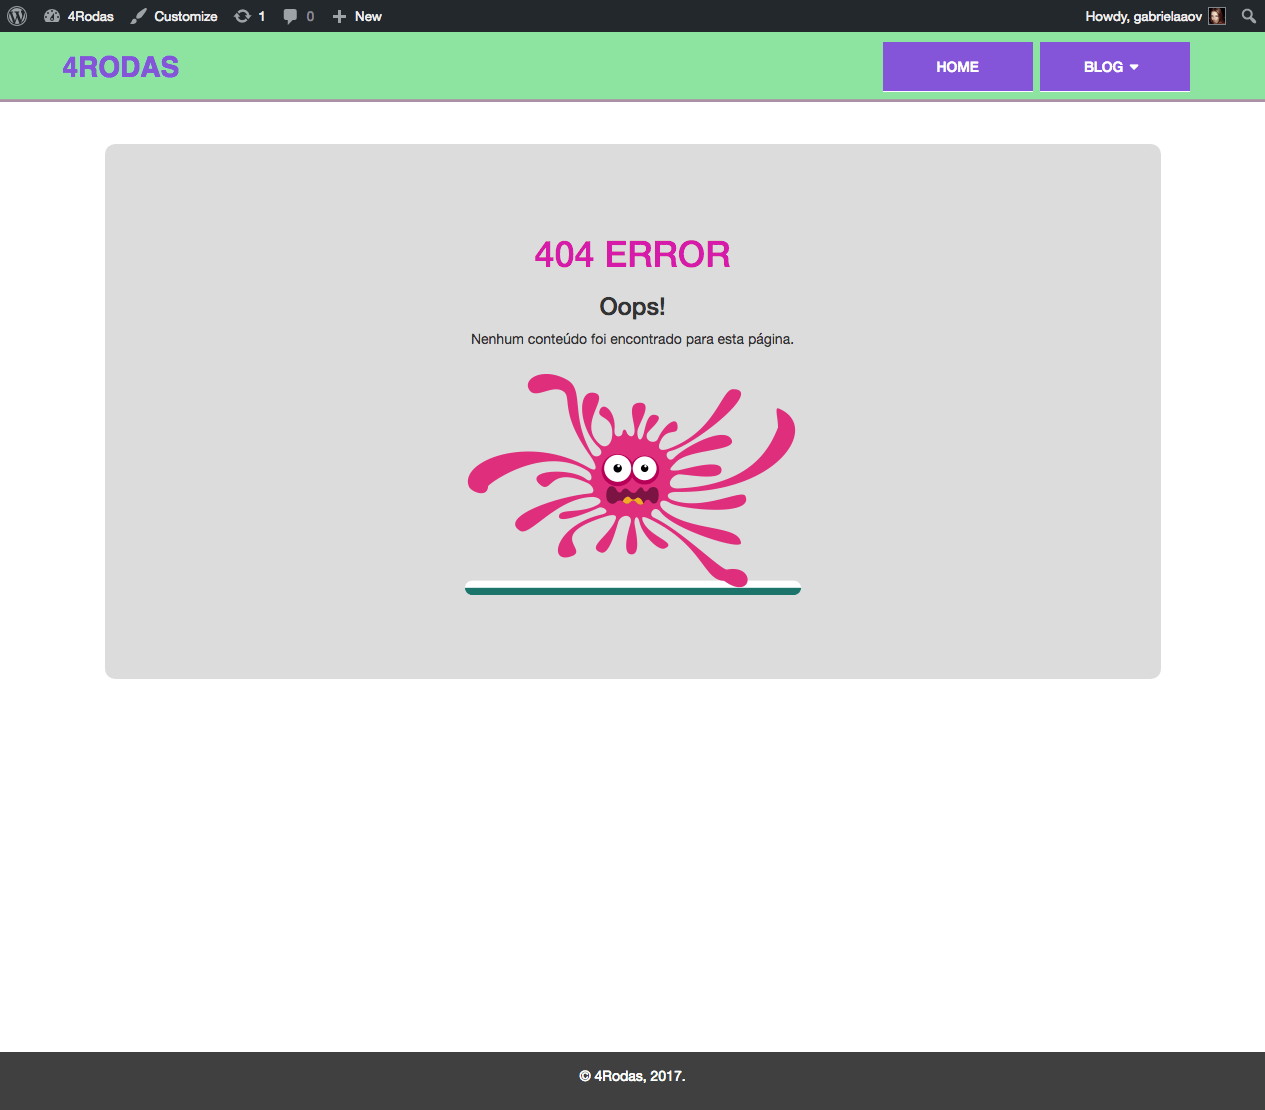 4Rodas Customize 1 0 New Howdy, gabrielaaov
4RODAS HOME BLOG
404 ERROR
Oops!
Nenhum conteúdo foi encontrado para esta página.
© 4Rodas, 2017.